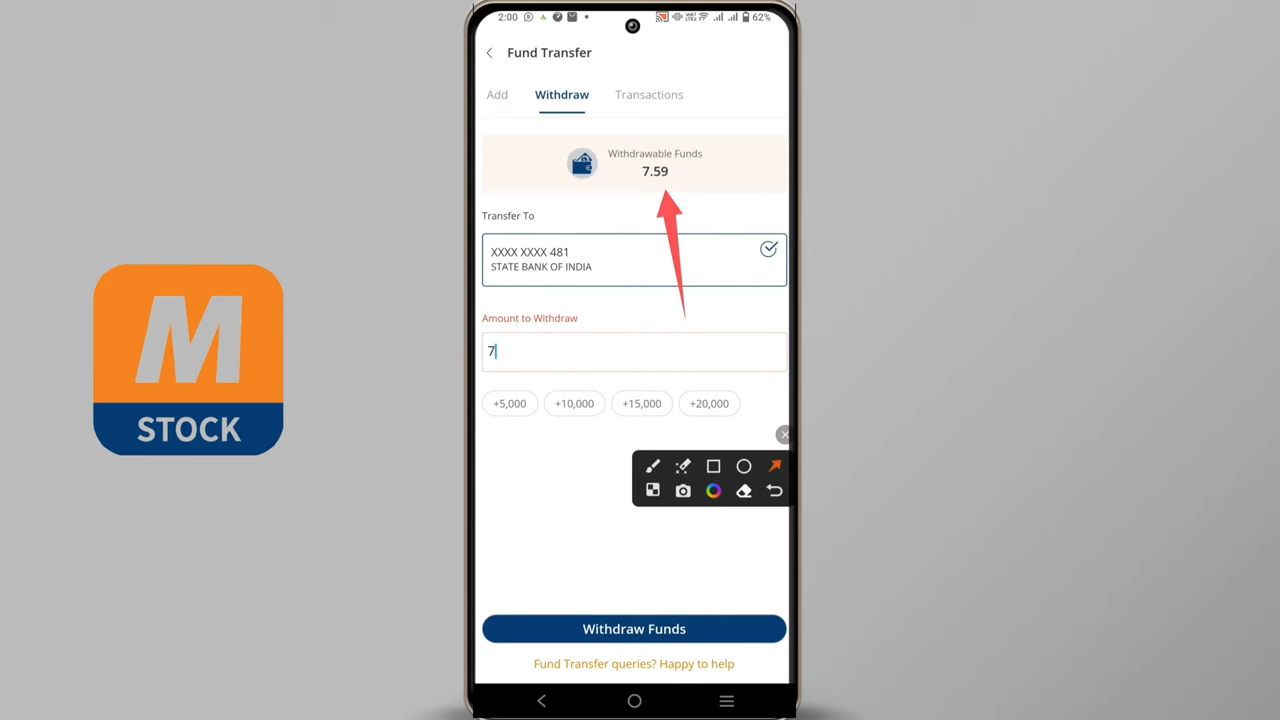 2:00
62%
Fund Transfer
Add Withdraw Transactions
Withdrawable Funds
7.59
Transfer To
XXXX XXXX 481
STATE BANK OF INDIA
Amount to Withdraw
7
+5,000 +10,000 +15,000 +20,000
Withdraw Funds
Fund Transfer queries? Happy to help
M
STOCK